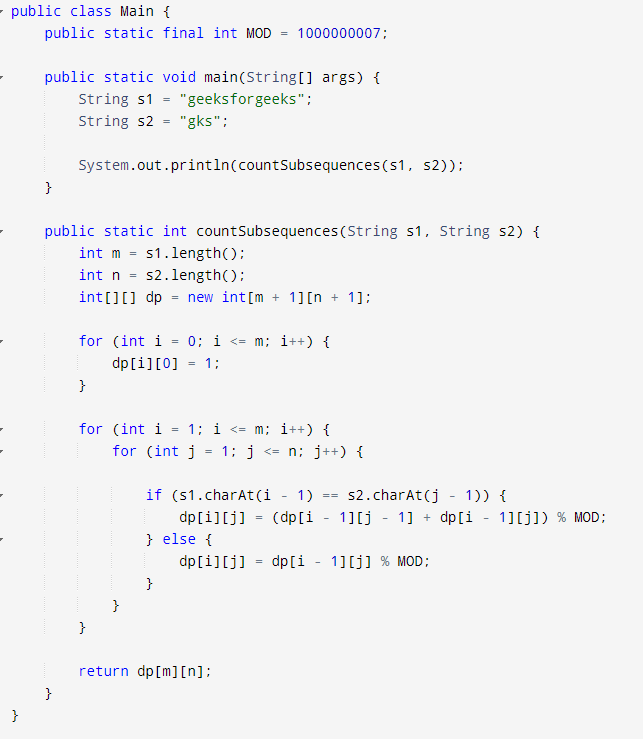 public class Main {
    public static final int MOD = 1000000007;
    public static void main(String[] args) {
        String s1 = "geeksforgeeks";
        String s2 = "gks";
        System.out.println(countSubsequences(s1, s2));
    }
    public static int countSubsequences(String s1, String s2) {
        int m = s1.length();
        int n = s2.length();
        int[][] dp = new int[m + 1][n + 1];
        for (int i = 0; i <= m; i++) {
            dp[i][0] = 1;
        }
        for (int i = 1; i <= m; i++) {
            for (int j = 1; j <= n; j++) {
                if (s1.charAt(i - 1) == s2.charAt(j - 1)) {
                    dp[i][j] = (dp[i - 1][j - 1] + dp[i - 1][j]) % MOD;
                } else {
                    dp[i][j] = dp[i - 1][j] % MOD;
                }
            }
        }
        return dp[m][n];
    }
}